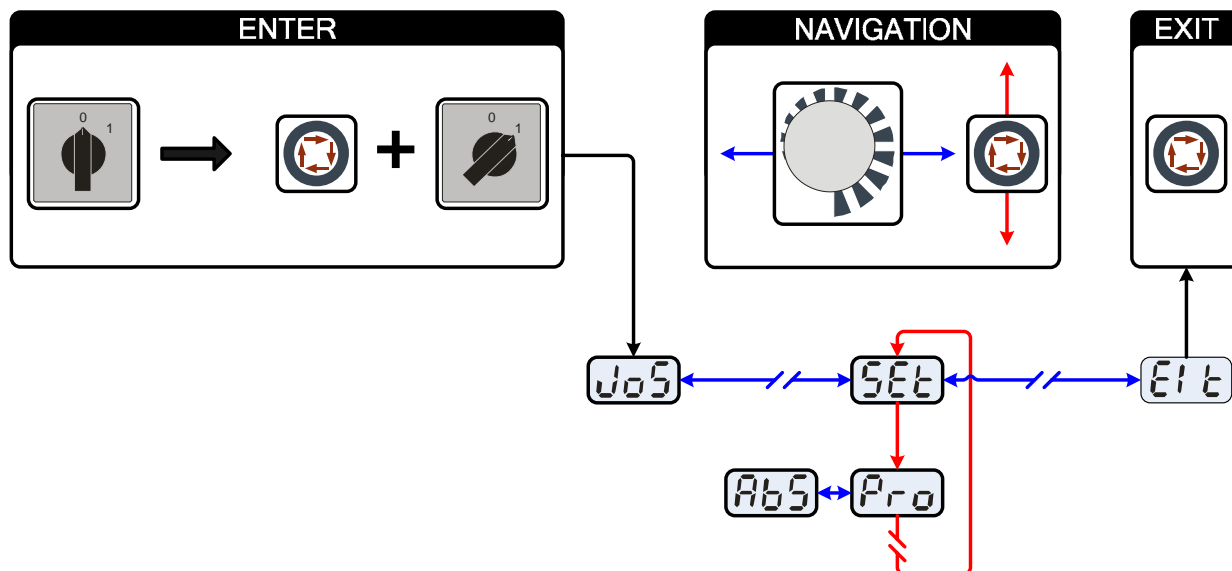 ENTER
NAVIGATION
EXIT
0
1
+
0
1
JoS
SEt
EIt
AbS
Pro